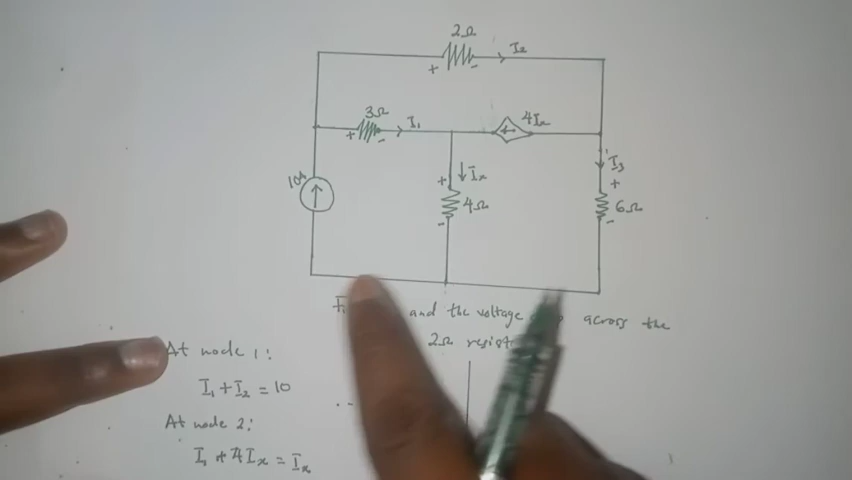 2Ω
I₂
3Ω
I₁
4Iₓ
10A
Iₓ
4Ω
I₃
6Ω
and the voltage across the
2Ω
At node 1:
I₁ + I₂ = 10
At node 2:
I₁ + 4Iₓ = Iₓ